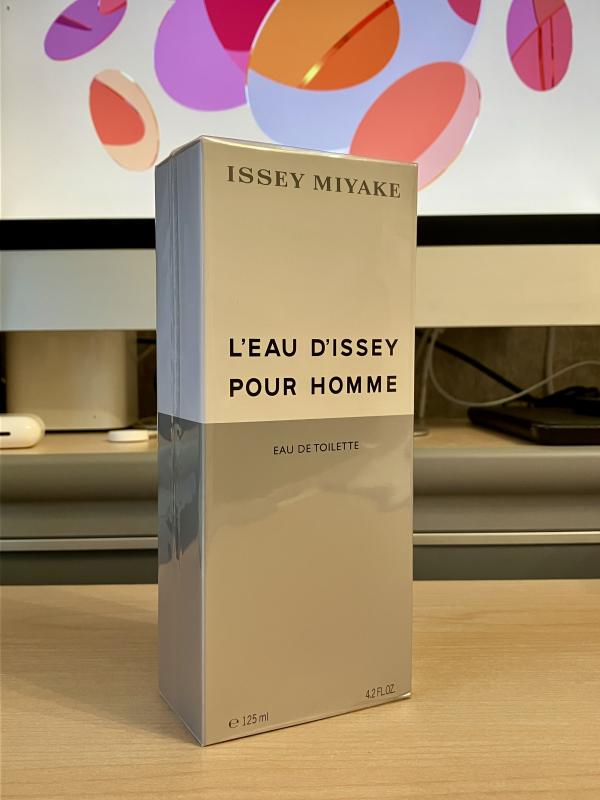 ISSEY MIYAKE
L'EAU D'ISSEY
POUR HOMME
EAU DE TOILETTE
℮ 125 ml
4.2 FL.OZ.